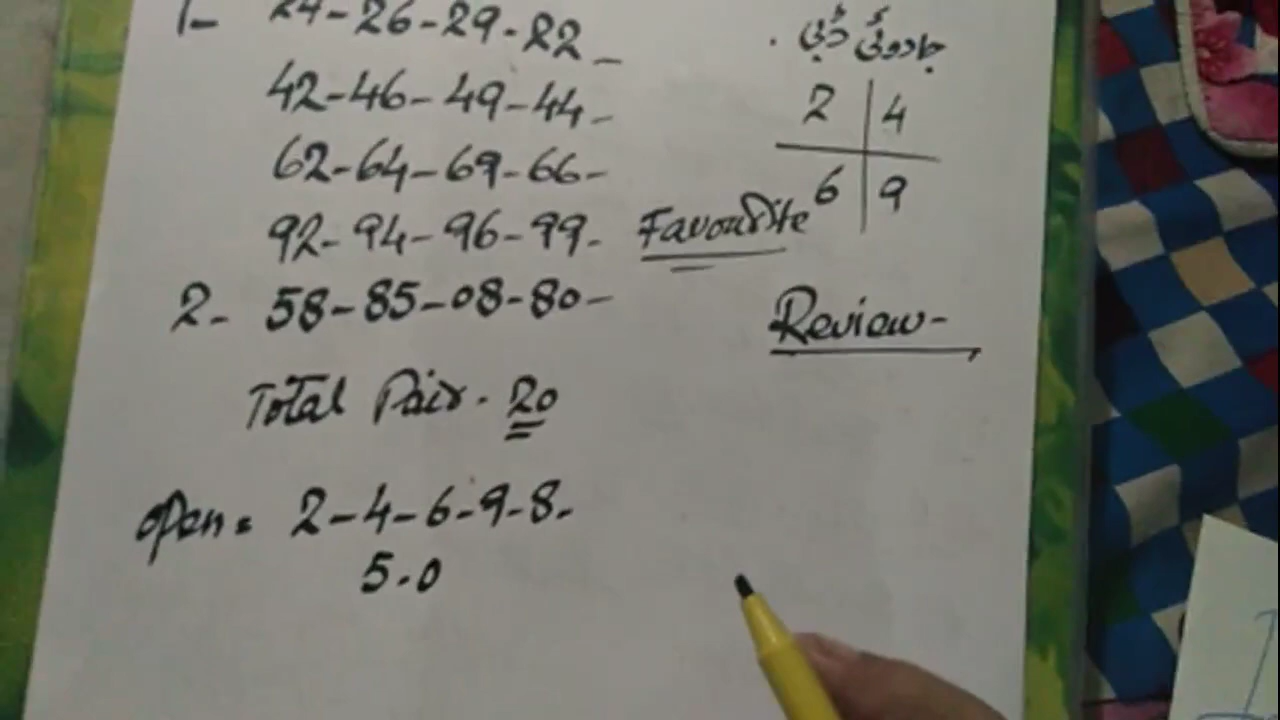 1- 24-26-29-22-
42-46-49-44-
62-64-69-66-
92-94-96-99-
2- 58-85-08-80-
Total Pair. 20
open = 2-4-6-9-8-
5.0
جادوئی ڈبی
2 4
6 9
Favourite
Review-